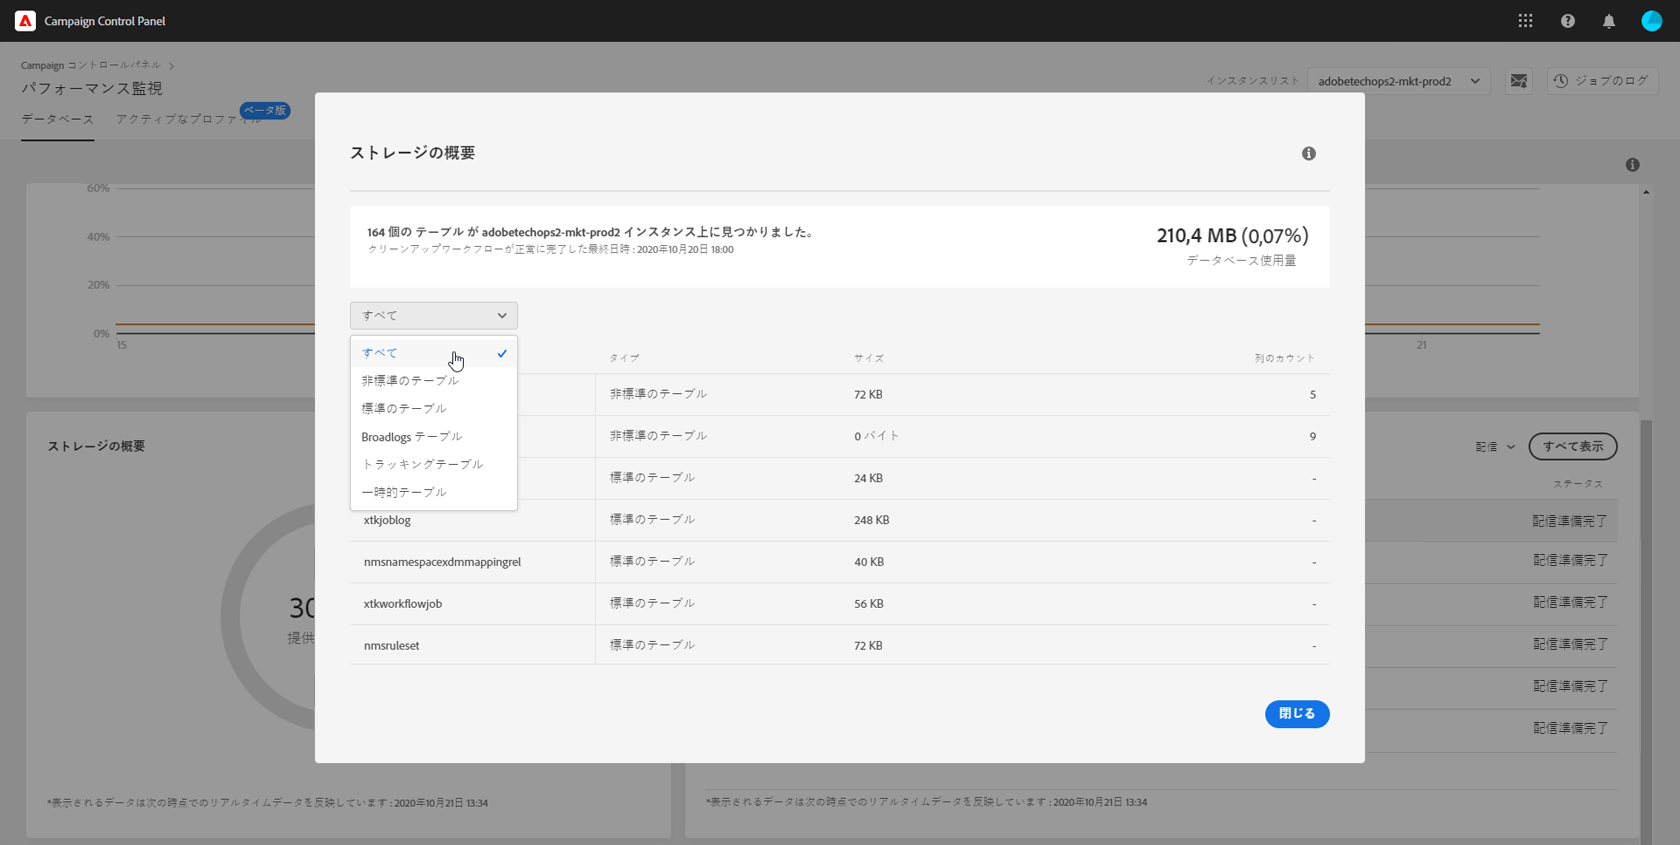 Campaign Control Panel
Campaign コントロールパネル
パフォーマンス監視
インスタンスリスト
adobetechops2-mkt-prod2
ジョブのログ
データベース
アクティブなプロファイル
ベータ版
ストレージの概要
60%
40%
20%
0%
15
21
164 個の テーブル が adobetechops2-mkt-prod2 インスタンス上に見つかりました。
クリーンアップワークフローが正常に完了した最終日時 : 2020年10月20日 18:00
210,4 MB (0,07%)
データベース使用量
すべて
すべて
非標準のテーブル
標準のテーブル
Broadlogs テーブル
トラッキングテーブル
一時的テーブル
タイプ
サイズ
列のカウント
非標準のテーブル
72 KB
5
非標準のテーブル
0 バイト
9
標準のテーブル
24 KB
-
xtkjoblog
標準のテーブル
248 KB
-
nmsnamespacexdmmappingrel
標準のテーブル
40 KB
-
xtkworkflowjob
標準のテーブル
56 KB
-
nmsruleset
標準のテーブル
72 KB
-
閉じる
ストレージの概要
30
提供
配信
すべて表示
ステータス
配信準備完了
配信準備完了
配信準備完了
配信準備完了
配信準備完了
配信準備完了
*表示されるデータは次の時点でのリアルタイムデータを反映しています : 2020年10月21日 13:34
*表示されるデータは次の時点でのリアルタイムデータを反映しています : 2020年10月21日 13:34